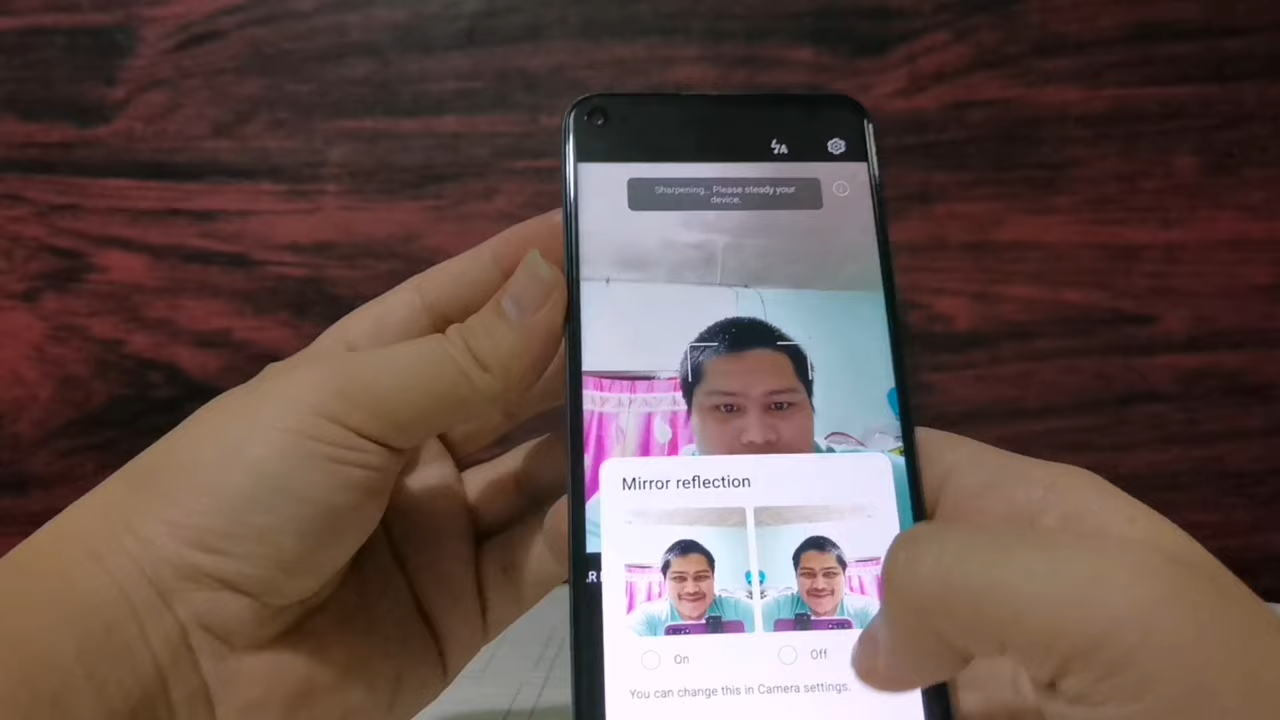 Sharpening... Please steady your
device.
Mirror reflection
On
Off
You can change this in Camera settings.